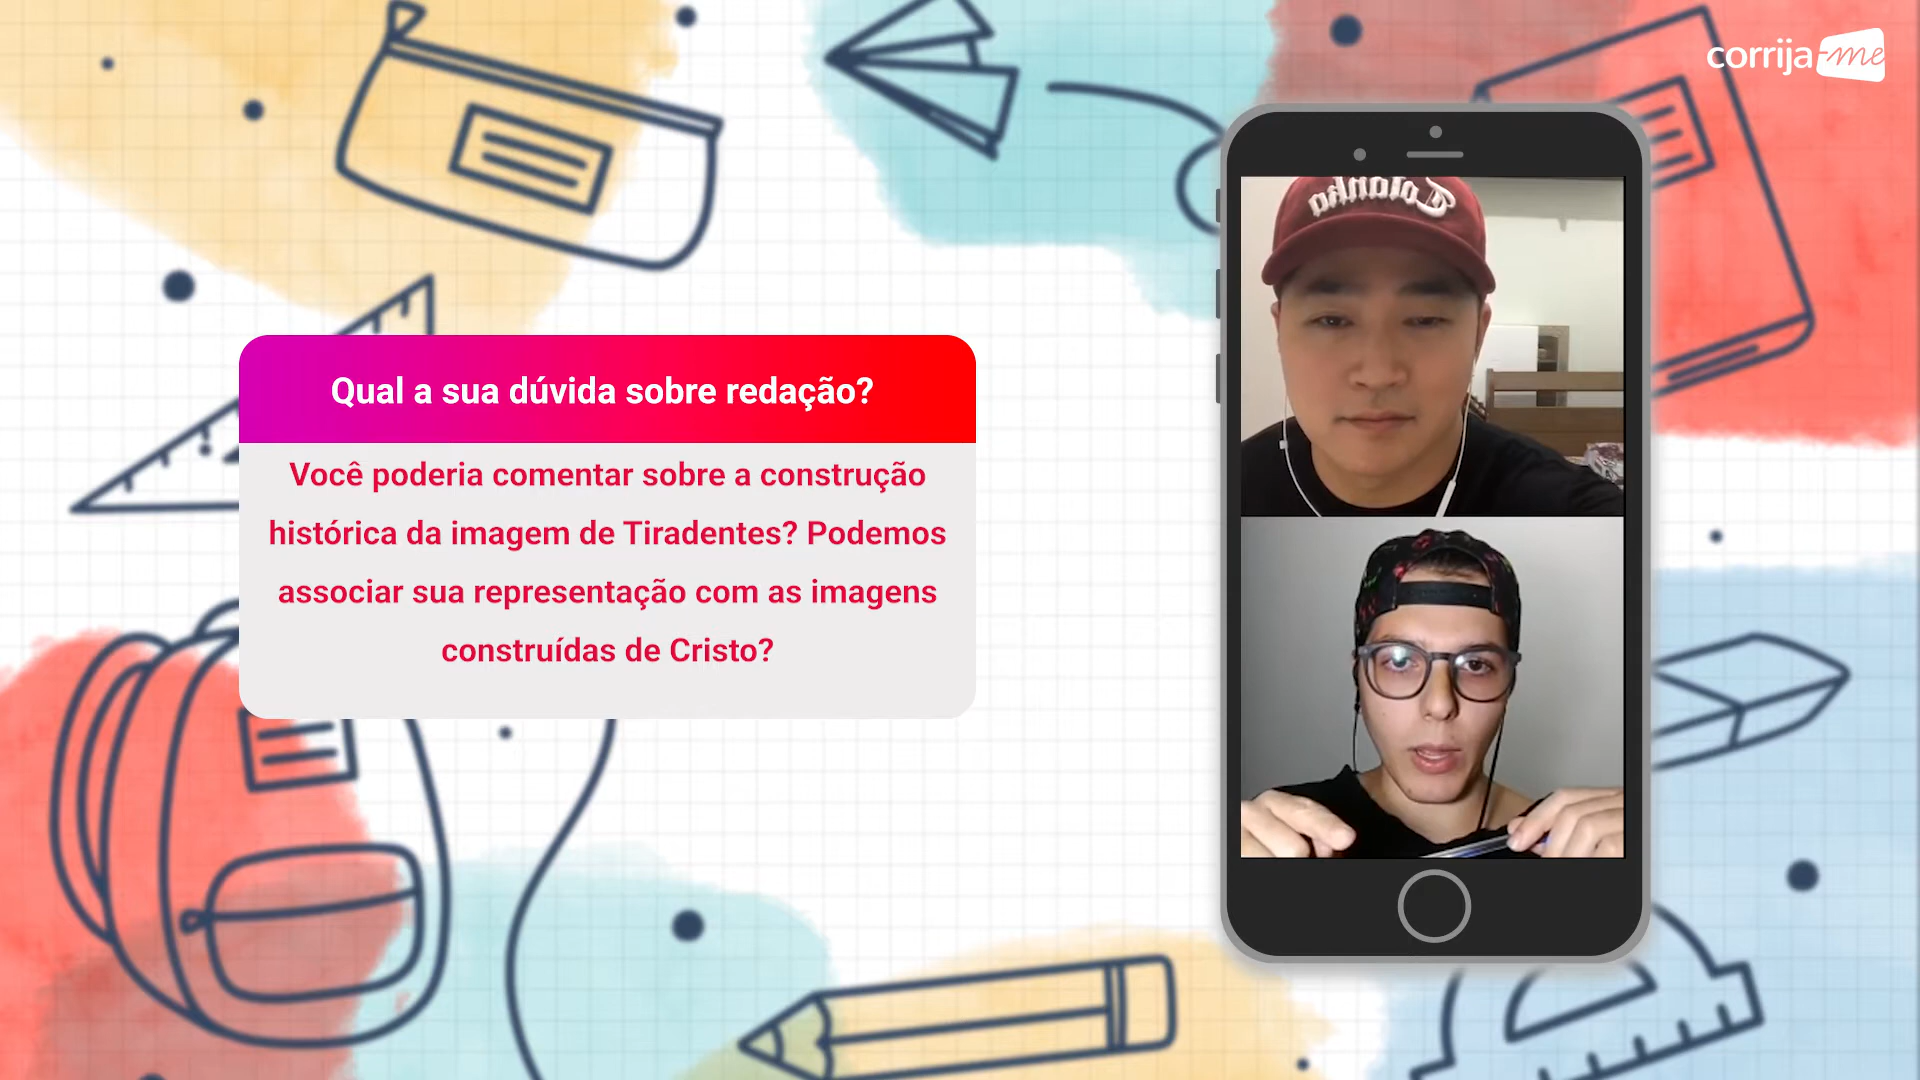 corrija-me
Colanko
Qual a sua dúvida sobre redação?
Você poderia comentar sobre a construção
histórica da imagem de Tiradentes? Podemos
associar sua representação com as imagens
construídas de Cristo?